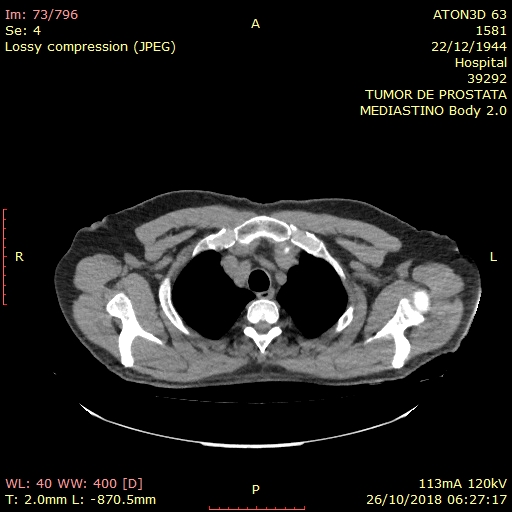 Im: 73/796
Se: 4
Lossy compression (JPEG)
A
ATON3D 63
1581
22/12/1944
Hospital
39292
TUMOR DE PROSTATA
MEDIASTINO Body 2.0
R
L
WL: 40 WW: 400 [D]
T: 2.0mm L: -870.5mm
P
113mA 120kV
26/10/2018 06:27:17